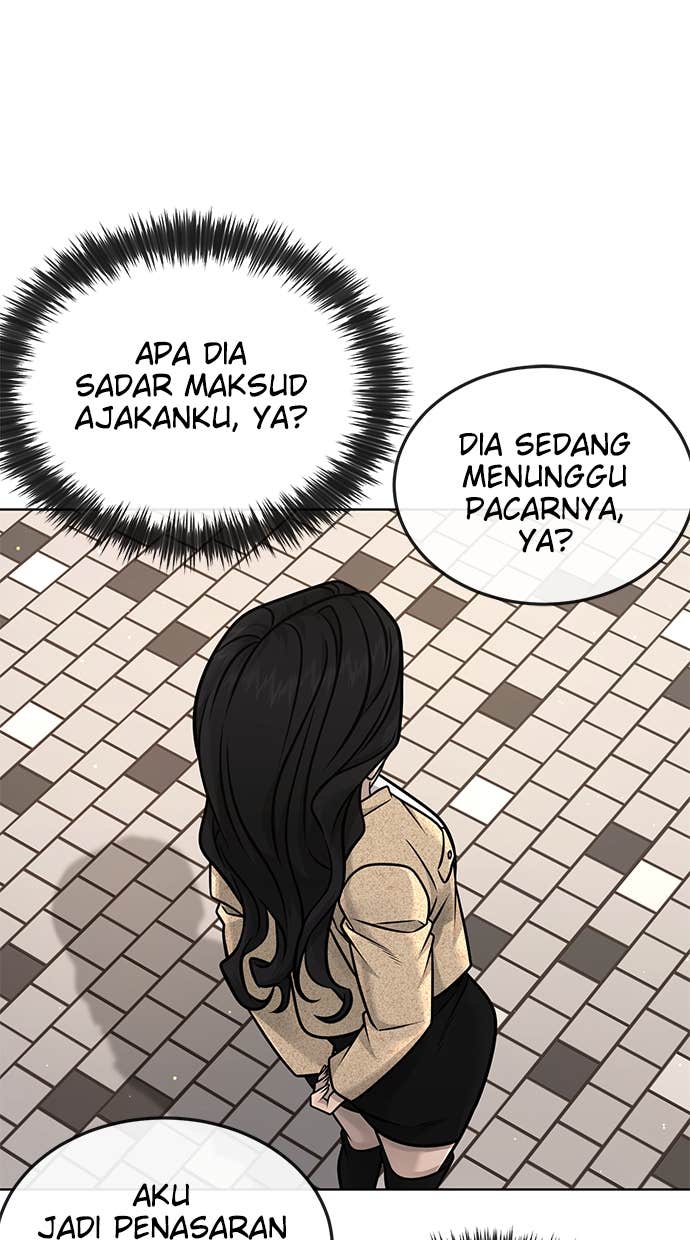 APA DIA
SADAR MAKSUD
AJAKANKU, YA?
DIA SEDANG
MENUNGGU
PACARNYA,
YA?
AKU
JADI PENASARAN